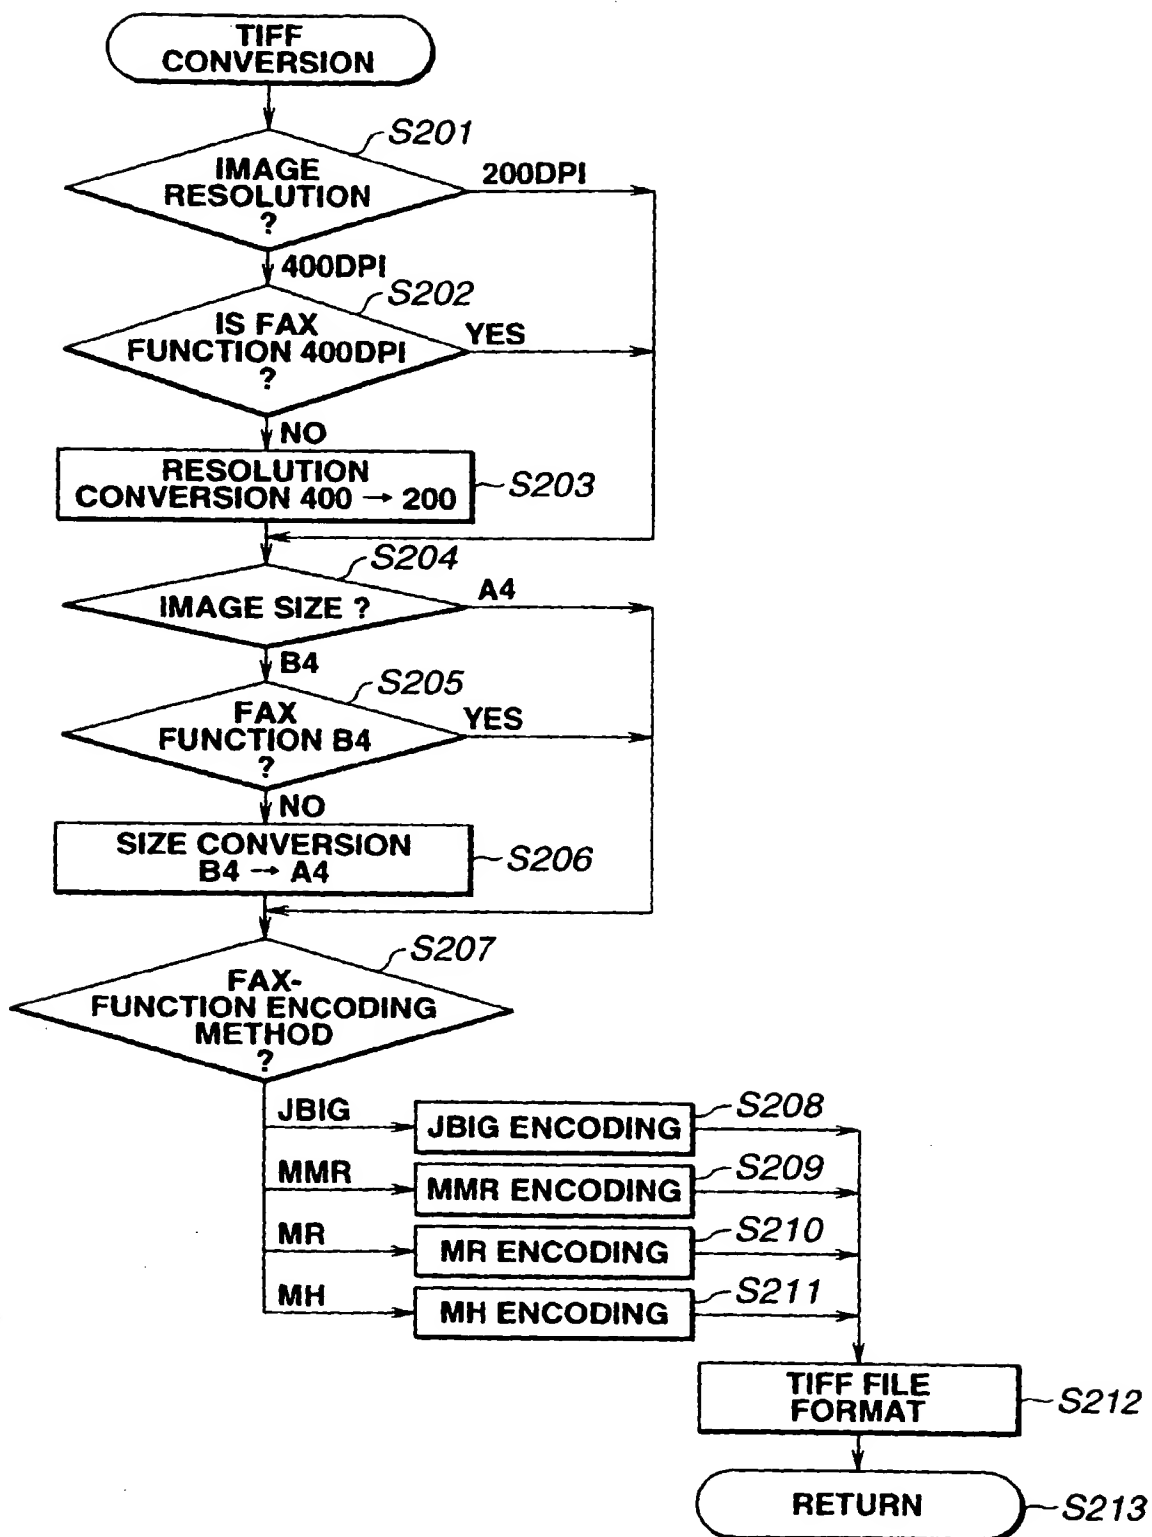 TIFF
CONVERSION
S201
IMAGE
RESOLUTION
?
200DPI
400DPI
S202
IS FAX
FUNCTION 400DPI
?
YES
NO
RESOLUTION
CONVERSION 400 → 200
S203
S204
IMAGE SIZE ?
A4
B4
S205
FAX
FUNCTION B4
?
YES
NO
SIZE CONVERSION
B4 → A4
S206
S207
FAX-
FUNCTION ENCODING
METHOD
?
JBIG
JBIG ENCODING
S208
MMR
MMR ENCODING
S209
MR
MR ENCODING
S210
MH
MH ENCODING
S211
TIFF FILE
FORMAT
S212
RETURN
S213